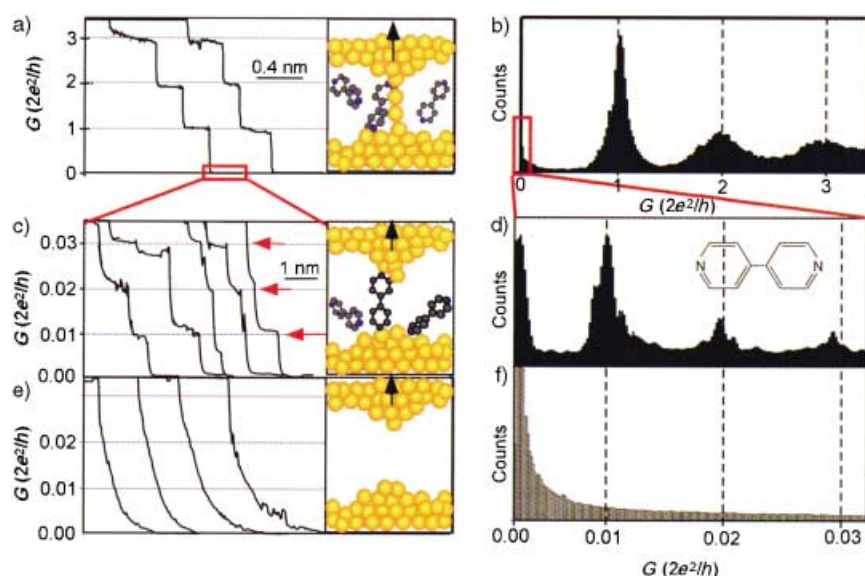 a)
G (2e²/h)
3
2
1
0
0.4 nm
b)
Counts
0
1
2
3
G (2e²/h)
c)
G (2e²/h)
0.03
0.02
0.01
0.00
1 nm
d)
Counts
N
N
e)
G (2e²/h)
0.02
0.01
0.00
f)
Counts
0.00
0.01
0.02
0.03
G (2e²/h)